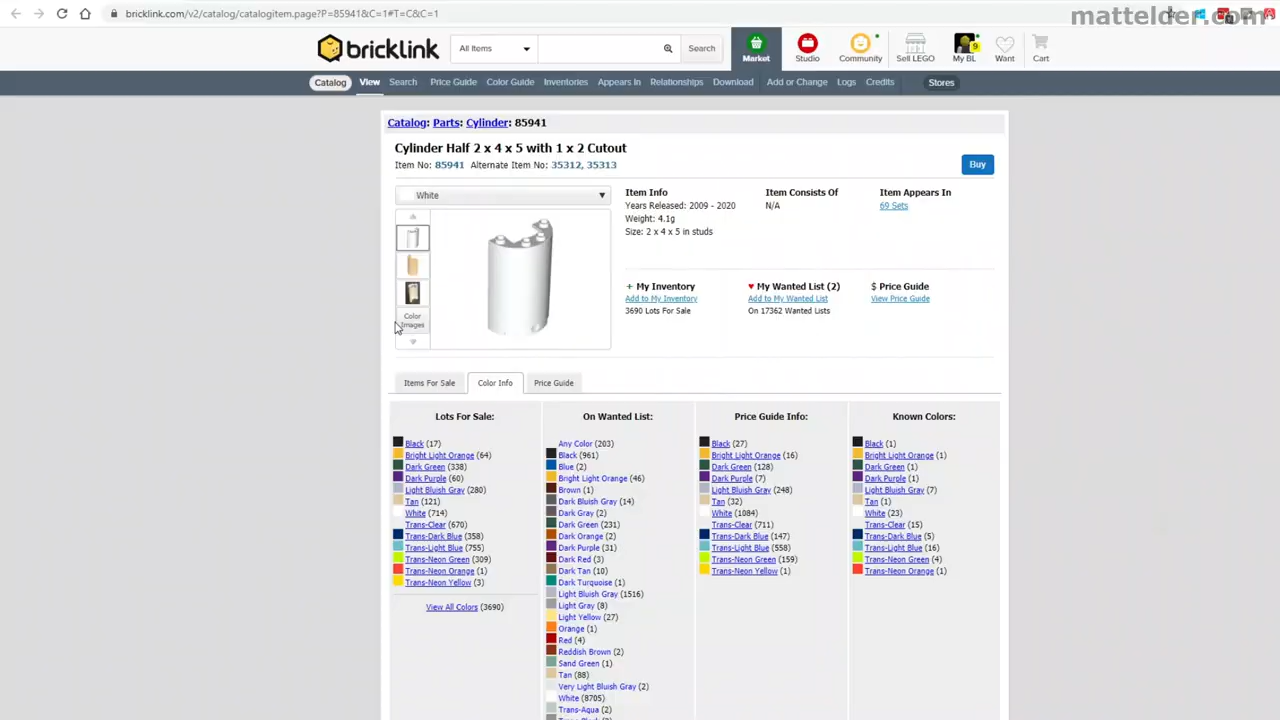 bricklink.com/v2/catalog/catalogitem.page?P=85941&C=1#T=C&C=1
mattelder.com
bricklink
All Items
Search
Market
Studio
Community
Sell LEGO
9
My BL
Want
Cart
Catalog View Search Price Guide Color Guide Inventories Appears In Relationships Download Add or Change Logs Credits Stores
Catalog: Parts: Cylinder: 85941
Cylinder Half 2 x 4 x 5 with 1 x 2 Cutout
Item No: 85941 Alternate Item No: 35312, 35313
Buy
White
Color Images
Item Info
Years Released: 2009 - 2020
Weight: 4.1g
Size: 2 x 4 x 5 in studs
Item Consists Of
N/A
Item Appears In
69 Sets
+ My Inventory
Add to My Inventory
3690 Lots For Sale
♥ My Wanted List (2)
Add to My Wanted List
On 17362 Wanted Lists
$ Price Guide
View Price Guide
Items For Sale Color Info Price Guide
Lots For Sale:
Black (17)
Bright Light Orange (64)
Dark Green (338)
Dark Purple (60)
Light Bluish Gray (280)
Tan (121)
White (714)
Trans-Clear (670)
Trans-Dark Blue (358)
Trans-Light Blue (755)
Trans-Neon Green (309)
Trans-Neon Orange (1)
Trans-Neon Yellow (3)
View All Colors (3690)
On Wanted List:
Any Color (203)
Black (961)
Blue (2)
Bright Light Orange (46)
Brown (1)
Dark Bluish Gray (14)
Dark Gray (2)
Dark Green (231)
Dark Orange (2)
Dark Purple (31)
Dark Red (3)
Dark Tan (10)
Dark Turquoise (1)
Light Bluish Gray (1516)
Light Gray (8)
Light Yellow (27)
Orange (1)
Red (4)
Reddish Brown (2)
Sand Green (1)
Tan (88)
Very Light Bluish Gray (2)
White (8705)
Trans-Aqua (2)
Price Guide Info:
Black (27)
Bright Light Orange (16)
Dark Green (128)
Dark Purple (7)
Light Bluish Gray (248)
Tan (32)
White (1084)
Trans-Clear (711)
Trans-Dark Blue (147)
Trans-Light Blue (558)
Trans-Neon Green (159)
Trans-Neon Yellow (1)
Known Colors:
Black (1)
Bright Light Orange (1)
Dark Green (1)
Dark Purple (1)
Light Bluish Gray (7)
Tan (1)
White (23)
Trans-Clear (15)
Trans-Dark Blue (5)
Trans-Light Blue (16)
Trans-Neon Green (4)
Trans-Neon Orange (1)